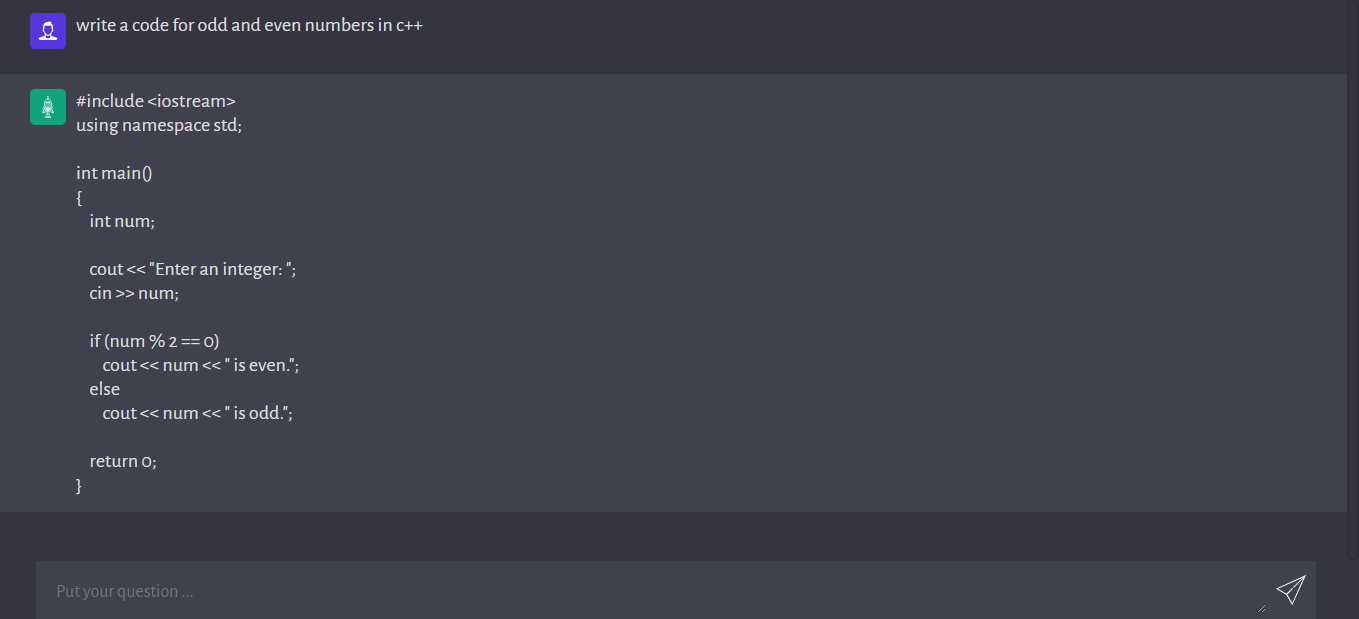 write a code for odd and even numbers in c++
#include <iostream>
using namespace std;
int main()
{
int num;
cout << "Enter an integer: ";
cin >> num;
if (num % 2 == 0)
cout << num << " is even.";
else
cout << num << " is odd.";
return 0;
}
Put your question ...